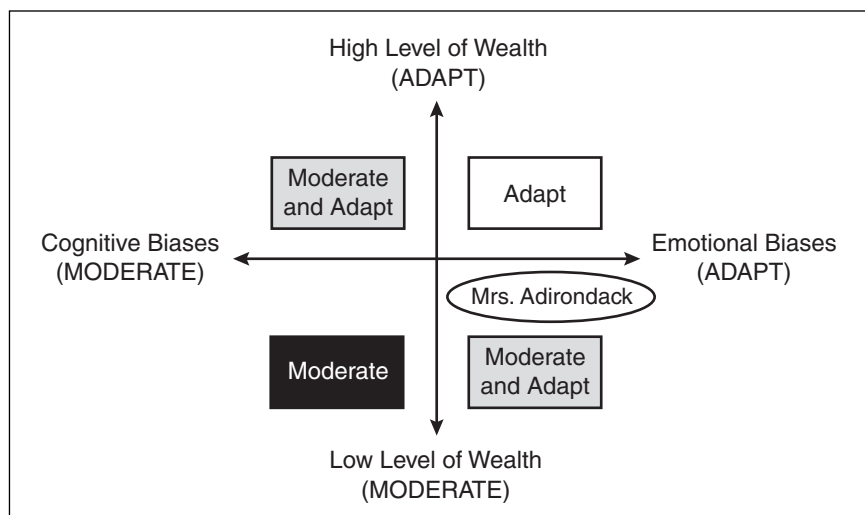 High Level of Wealth
(ADAPT)
Moderate
and Adapt
Adapt
Cognitive Biases
(MODERATE)
Emotional Biases
(ADAPT)
Mrs. Adirondack
Moderate
Moderate
and Adapt
Low Level of Wealth
(MODERATE)